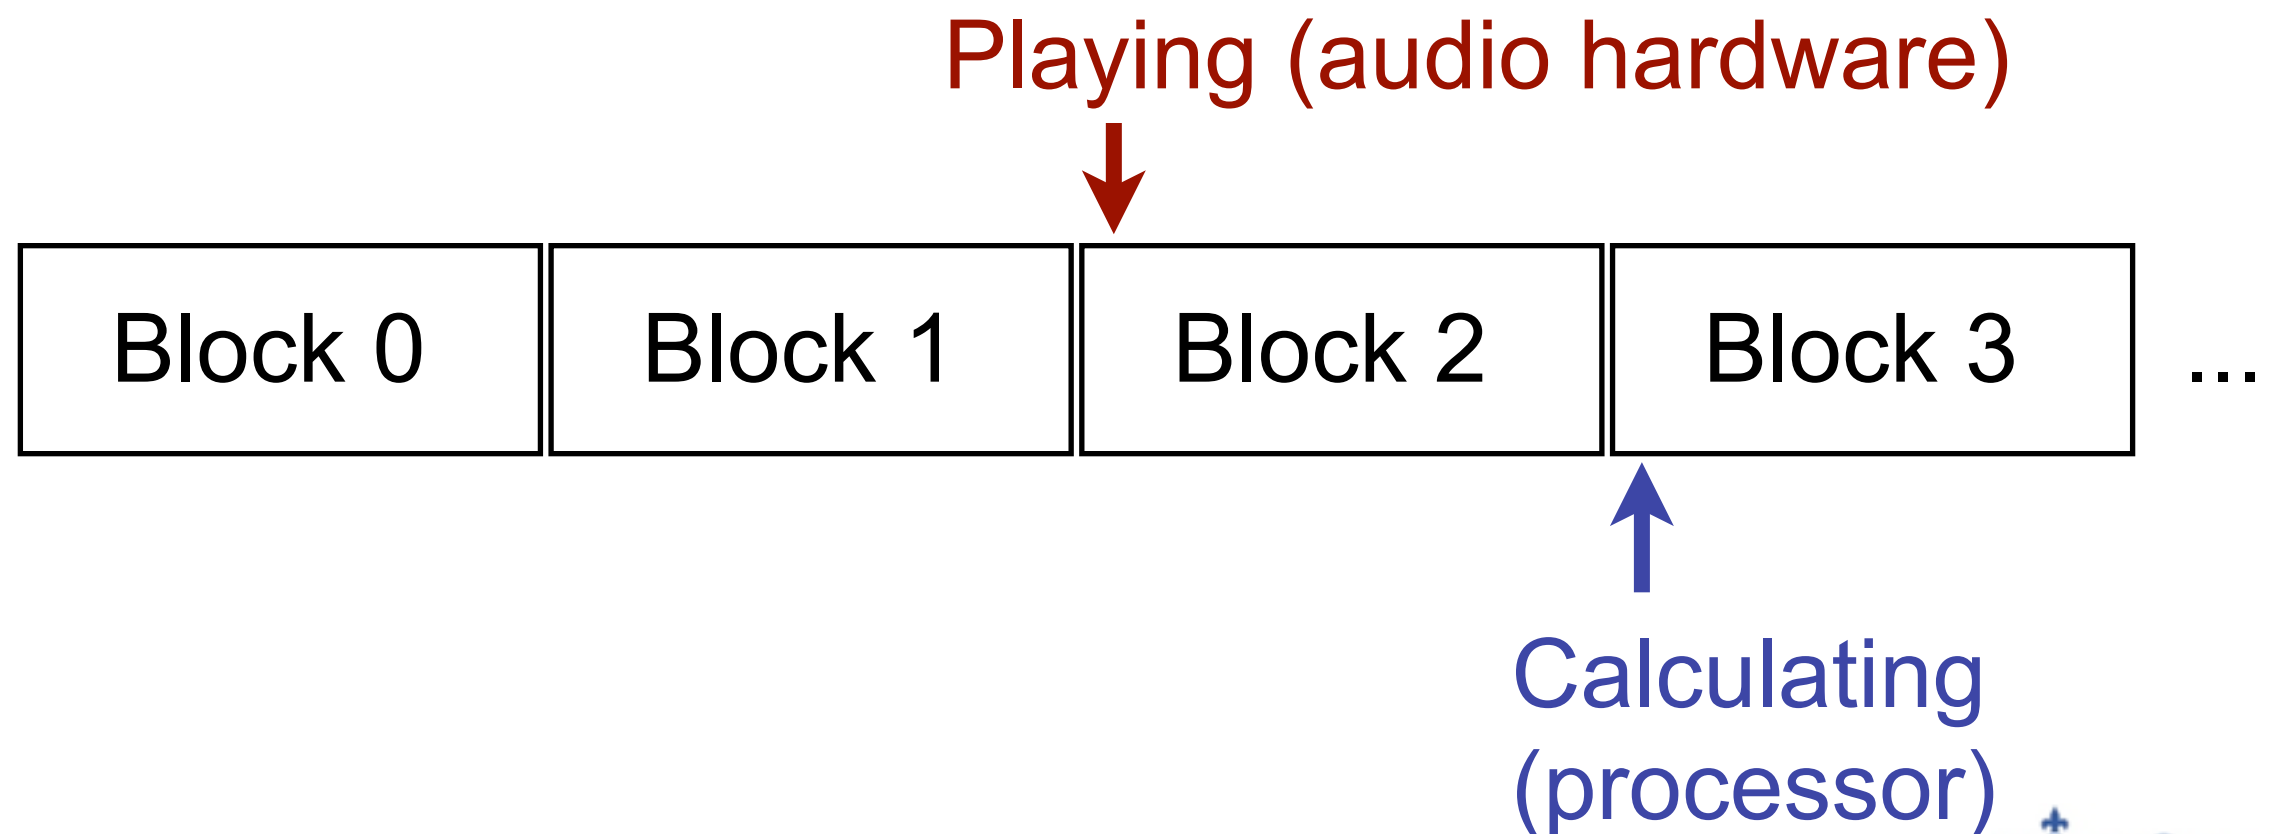 Playing (audio hardware)
Block 0 Block 1 Block 2 Block 3 ...
Calculating
(processor)